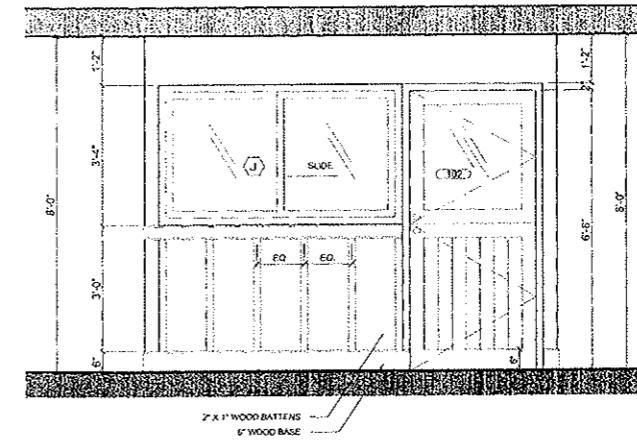 1'-2"
1'-2"
2"
3'-4"
J
SLIDE
102
8'-0"
8'-0"
6'-6"
EQ.
EQ.
3'-0"
6"
6"
2" X 1" WOOD BATTENS
6" WOOD BASE